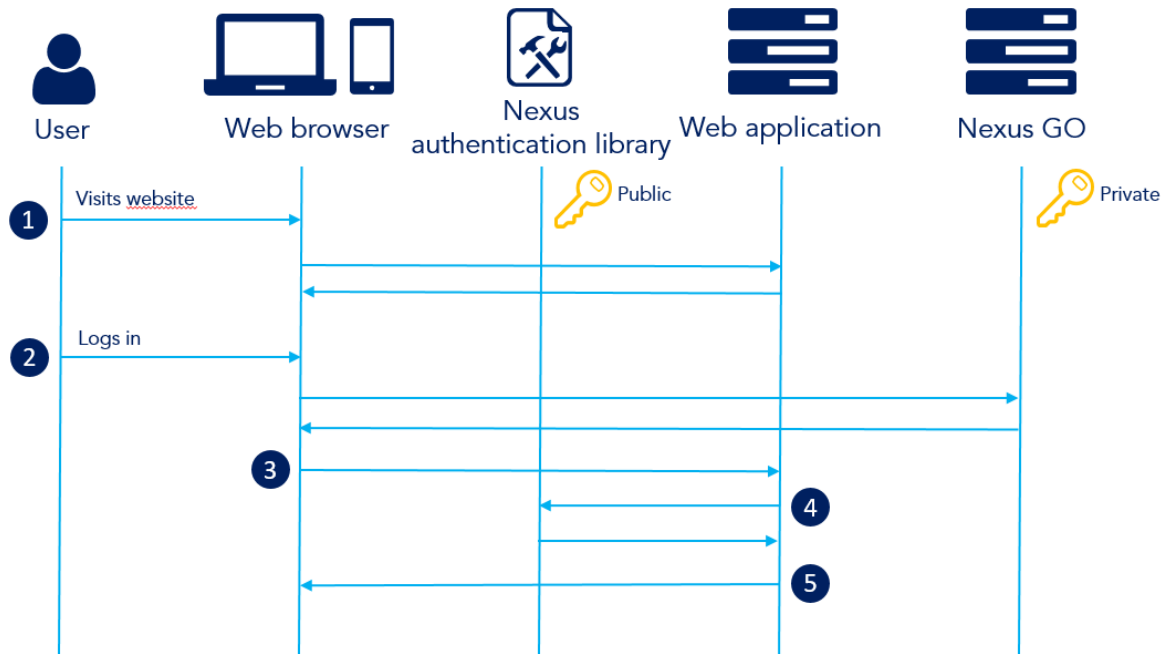 User
Web browser
Nexus
authentication library
Web application
Nexus GO
Public
Private
1
Visits website
2
Logs in
3
4
5